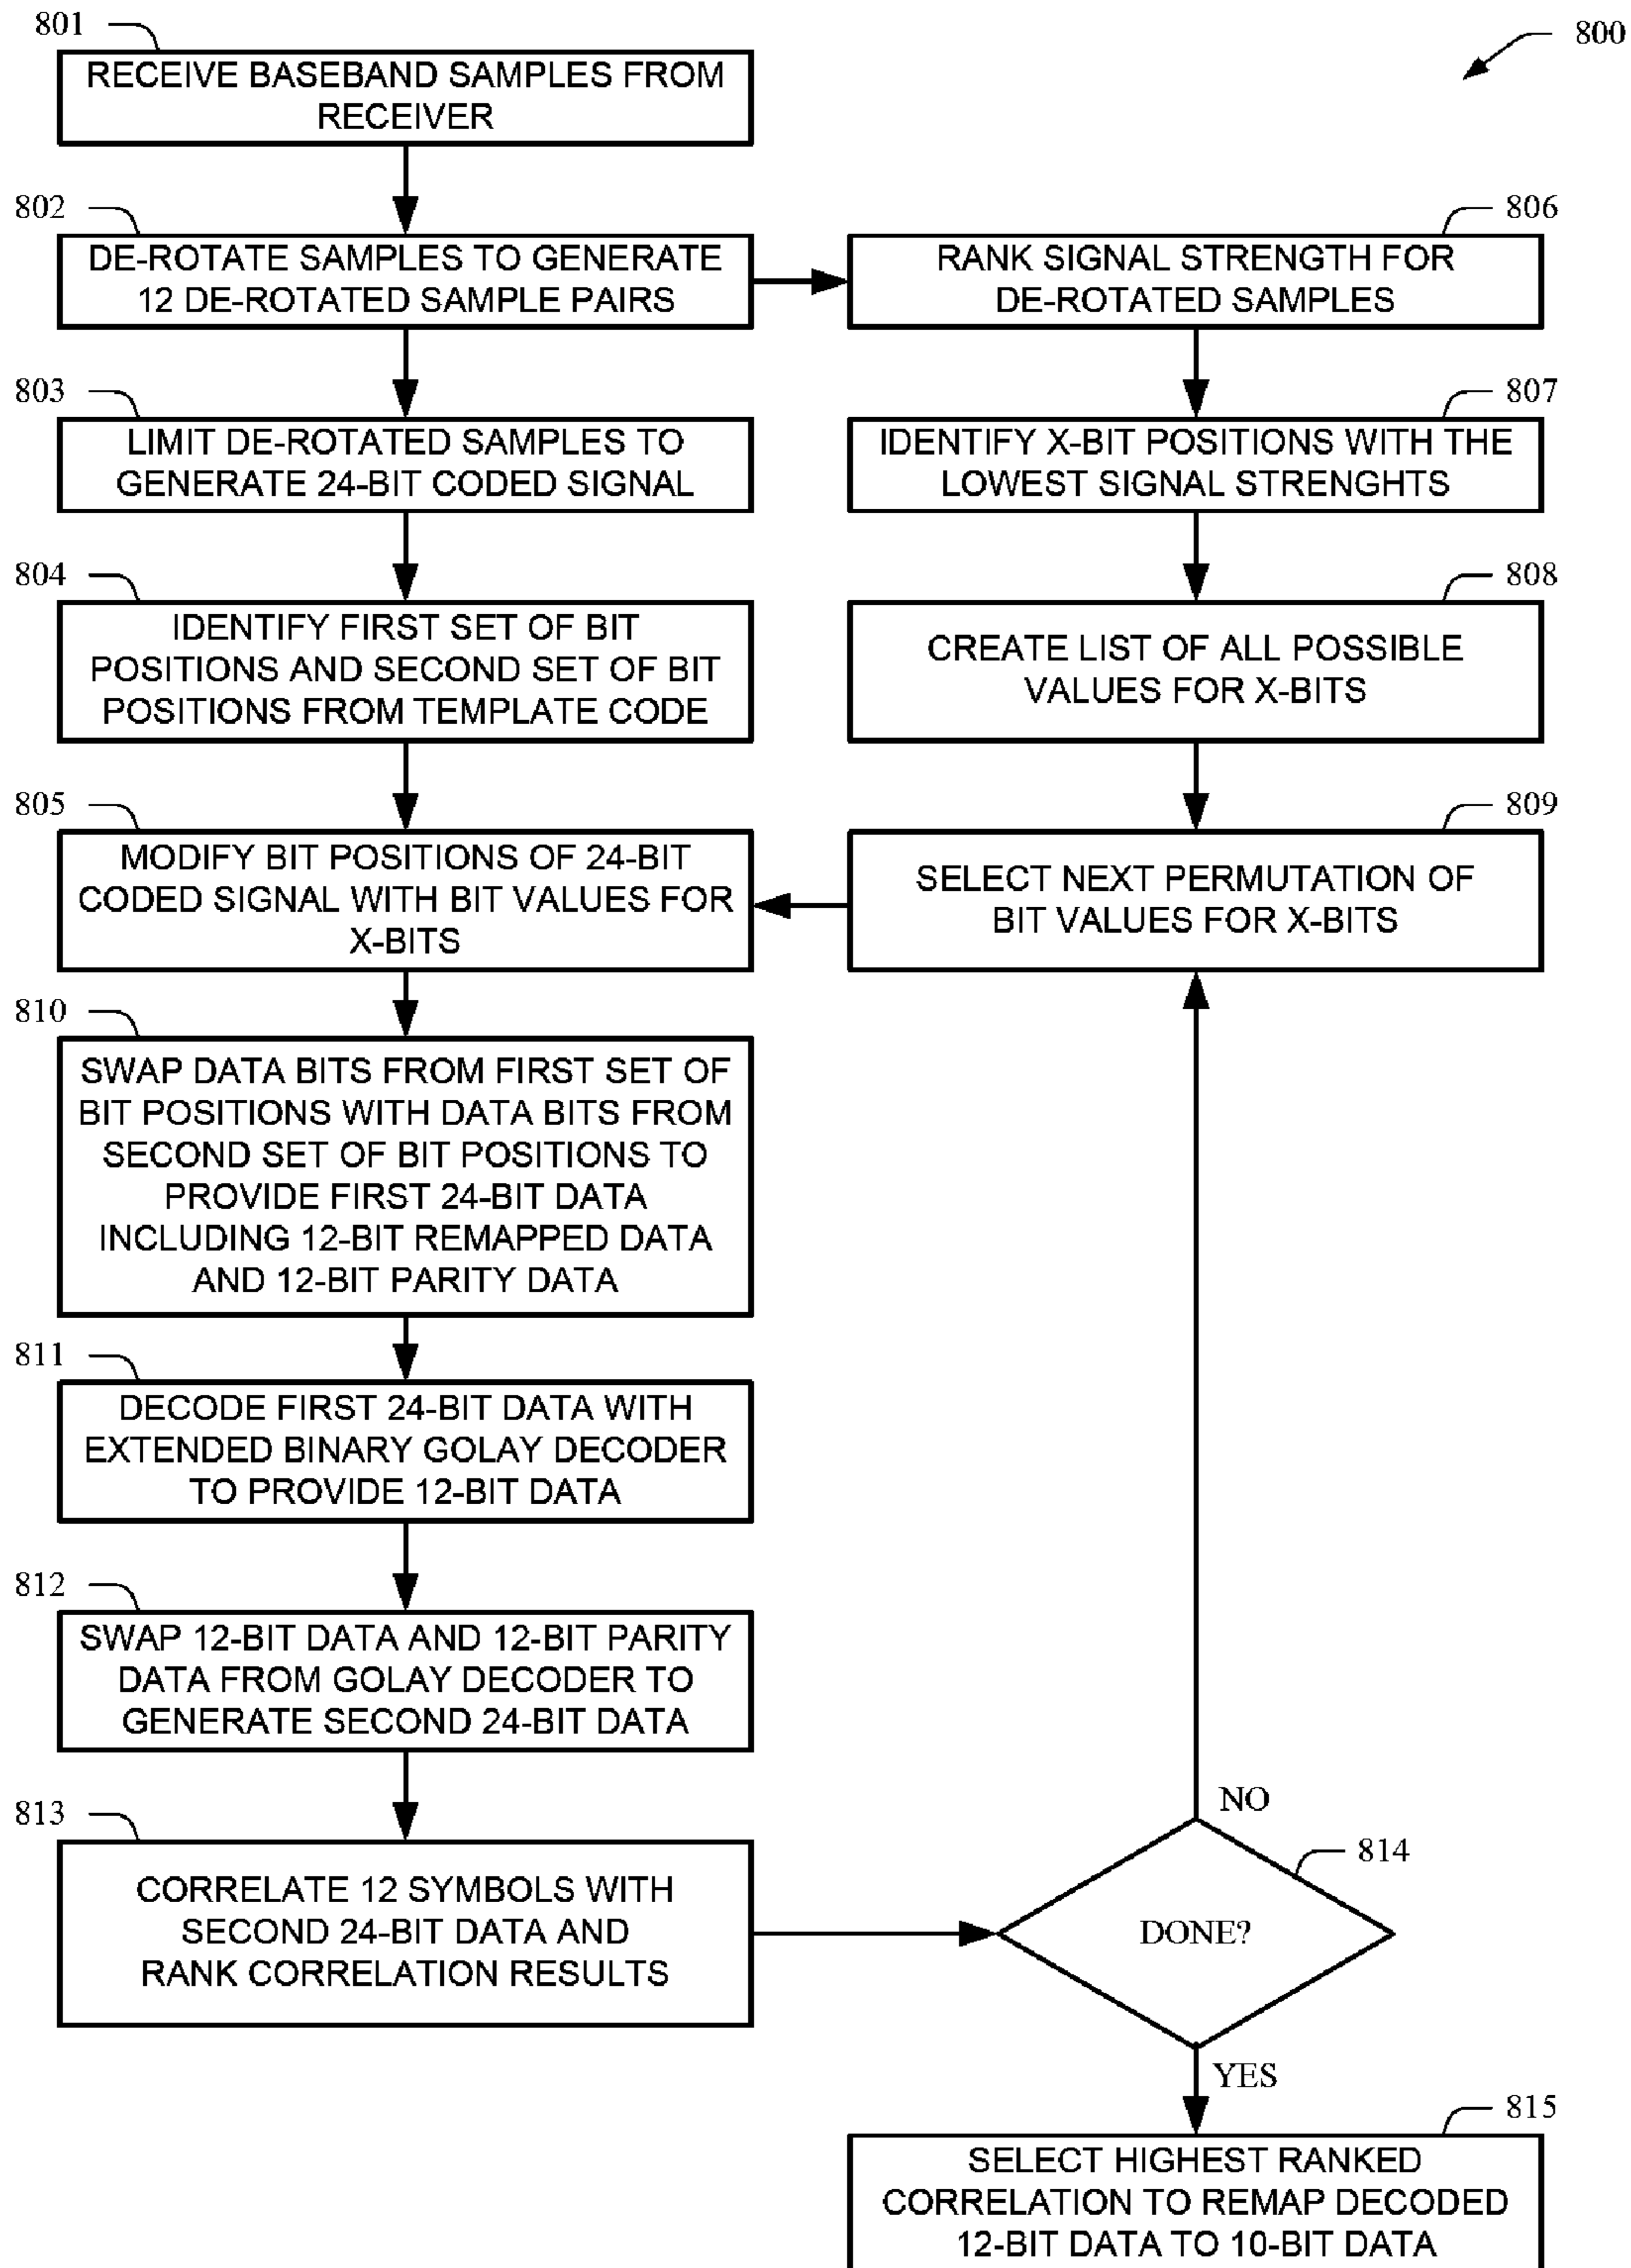 801
800
RECEIVE BASEBAND SAMPLES FROM
RECEIVER
802
DE-ROTATE SAMPLES TO GENERATE
12 DE-ROTATED SAMPLE PAIRS
806
RANK SIGNAL STRENGTH FOR
DE-ROTATED SAMPLES
803
LIMIT DE-ROTATED SAMPLES TO
GENERATE 24-BIT CODED SIGNAL
807
IDENTIFY X-BIT POSITIONS WITH THE
LOWEST SIGNAL STRENGHTS
804
IDENTIFY FIRST SET OF BIT
POSITIONS AND SECOND SET OF BIT
POSITIONS FROM TEMPLATE CODE
808
CREATE LIST OF ALL POSSIBLE
VALUES FOR X-BITS
805
MODIFY BIT POSITIONS OF 24-BIT
CODED SIGNAL WITH BIT VALUES FOR
X-BITS
809
SELECT NEXT PERMUTATION OF
BIT VALUES FOR X-BITS
810
SWAP DATA BITS FROM FIRST SET OF
BIT POSITIONS WITH DATA BITS FROM
SECOND SET OF BIT POSITIONS TO
PROVIDE FIRST 24-BIT DATA
INCLUDING 12-BIT REMAPPED DATA
AND 12-BIT PARITY DATA
811
DECODE FIRST 24-BIT DATA WITH
EXTENDED BINARY GOLAY DECODER
TO PROVIDE 12-BIT DATA
812
SWAP 12-BIT DATA AND 12-BIT PARITY
DATA FROM GOLAY DECODER TO
GENERATE SECOND 24-BIT DATA
813
CORRELATE 12 SYMBOLS WITH
SECOND 24-BIT DATA AND
RANK CORRELATION RESULTS
NO
814
DONE?
YES
815
SELECT HIGHEST RANKED
CORRELATION TO REMAP DECODED
12-BIT DATA TO 10-BIT DATA